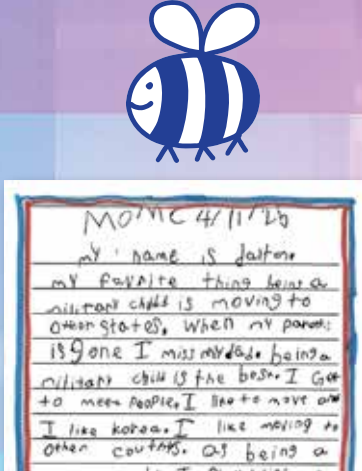 MOMC 4/11/2b
my name is dalton
my favrite thing being a
military child is moving to
other states. when my parent
is gone I miss my dad. being a
military child is the best. I Get
to meet people. I like to move and
I like korea. I like moving to
other countrys. as being a